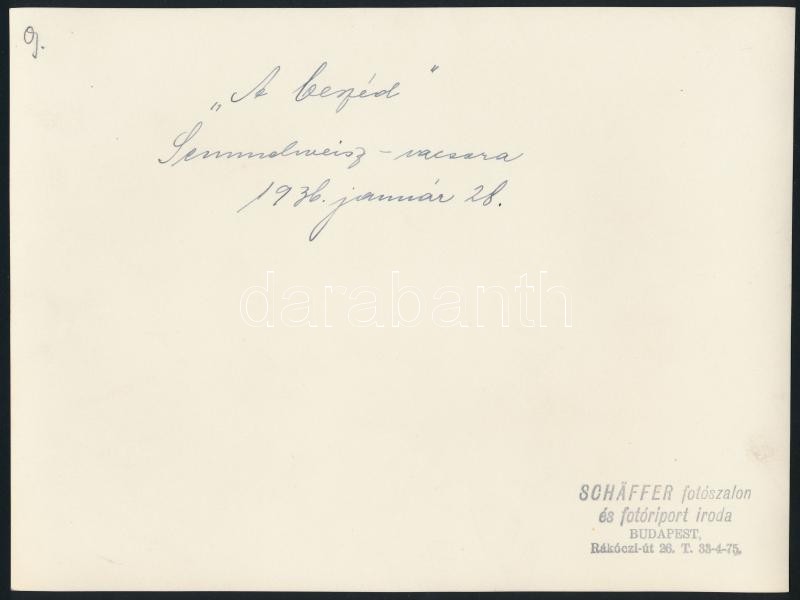 9.
„A beszéd"
Semmelweisz-vacsora
1936. január 28.
darabanth
SCHÄFFER fotószalon
és fotóriport iroda
BUDAPEST,
Rákóczi-út 26. T. 33-4-75.